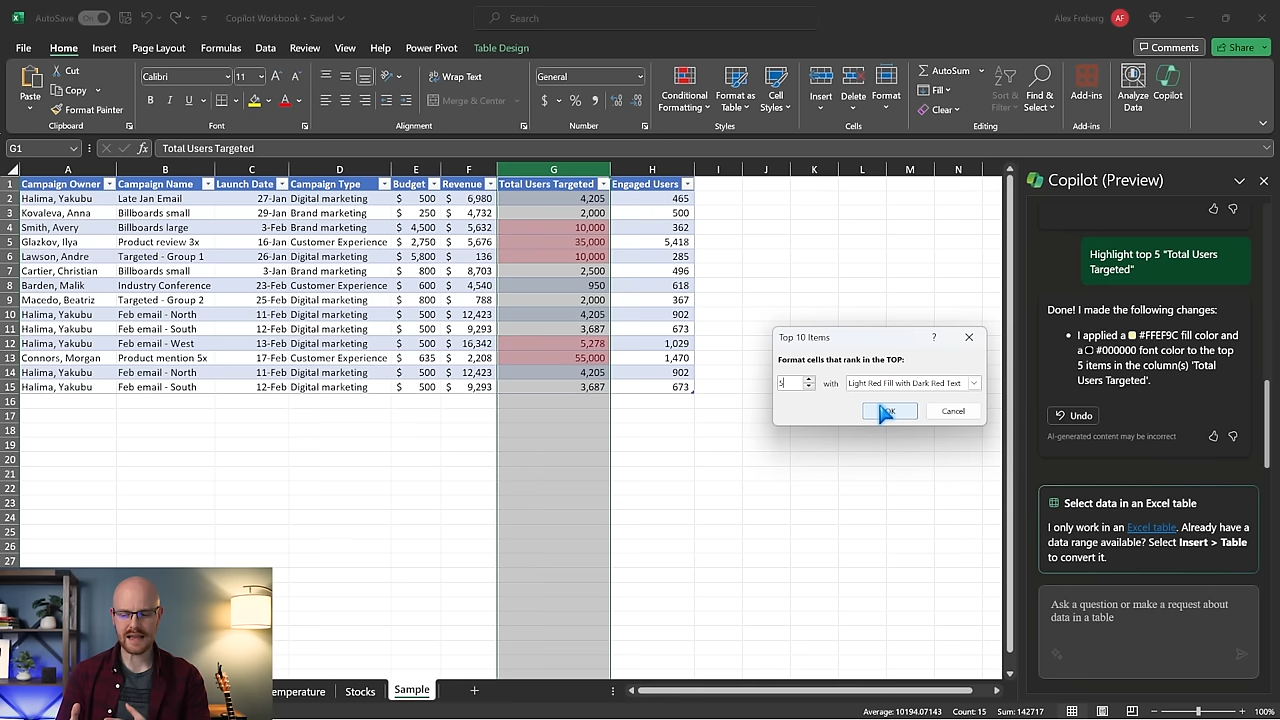 AutoSave Off Copilot Workbook • Saved Search Alex Freberg AF
File Home Insert Page Layout Formulas Data Review View Help Power Pivot Table Design Comments Share
Paste Cut Copy Format Painter Clipboard
Calibri 11 A A B I U A Font
Wrap Text Merge & Center Alignment
General $ % , Number
Conditional Formatting Format as Table Cell Styles Styles
Insert Delete Format Cells
AutoSum Fill Clear Sort & Filter Find & Select Editing
Add-ins Add-ins
Analyze Data Copilot
G1 fx Total Users Targeted
A B C D E F G H I J K L M N
1 Campaign Owner Campaign Name Launch Date Campaign Type Budget Revenue Total Users Targeted Engaged Users
2 Halima, Yakubu Late Jan Email 27-Jan Digital marketing $ 500 $ 6,980 4,205 465
3 Kovaleva, Anna Billboards small 29-Jan Brand marketing $ 250 $ 4,732 2,000 500
4 Smith, Avery Billboards large 3-Feb Brand marketing $ 4,500 $ 5,632 10,000 362
5 Glazkov, Ilya Product review 3x 16-Jan Customer Experience $ 2,750 $ 5,676 35,000 5,418
6 Lawson, Andre Targeted - Group 1 26-Jan Digital marketing $ 5,800 $ 136 10,000 285
7 Cartier, Christian Billboards small 3-Jan Brand marketing $ 800 $ 8,703 2,500 496
8 Barden, Malik Industry Conference 23-Feb Customer Experience $ 600 $ 4,540 950 618
9 Macedo, Beatriz Targeted - Group 2 25-Feb Digital marketing $ 800 $ 788 2,000 367
10 Halima, Yakubu Feb email - North 11-Feb Digital marketing $ 500 $ 12,423 4,205 902
11 Halima, Yakubu Feb email - South 12-Feb Digital marketing $ 500 $ 9,293 3,687 673
12 Halima, Yakubu Feb email - West 13-Feb Digital marketing $ 500 $ 16,342 5,278 1,029
13 Connors, Morgan Product mention 5x 17-Feb Customer Experience $ 635 $ 2,208 55,000 1,470
14 Halima, Yakubu Feb email - North 11-Feb Digital marketing $ 500 $ 12,423 4,205 902
15 Halima, Yakubu Feb email - South 12-Feb Digital marketing $ 500 $ 9,293 3,687 673
16
17
18
19
20
21
22
23
24
25
26
27
Top 10 Items ?
Format cells that rank in the TOP:
5 with Light Red Fill with Dark Red Text
Cancel
Copilot (Preview)
Highlight top 5 "Total Users
Targeted"
Done! I made the following changes:
• I applied a #FFEF9C fill color and
a #000000 font color to the top
5 items in the column(s) 'Total
Users Targeted'.
Undo
AI-generated content may be incorrect
Select data in an Excel table
I only work in an Excel table. Already have a
data range available? Select Insert > Table
to convert it.
Ask a question or make a request about
data in a table
Stocks Sample
Average: 10194.07143 Count: 15 Sum: 142717 100%